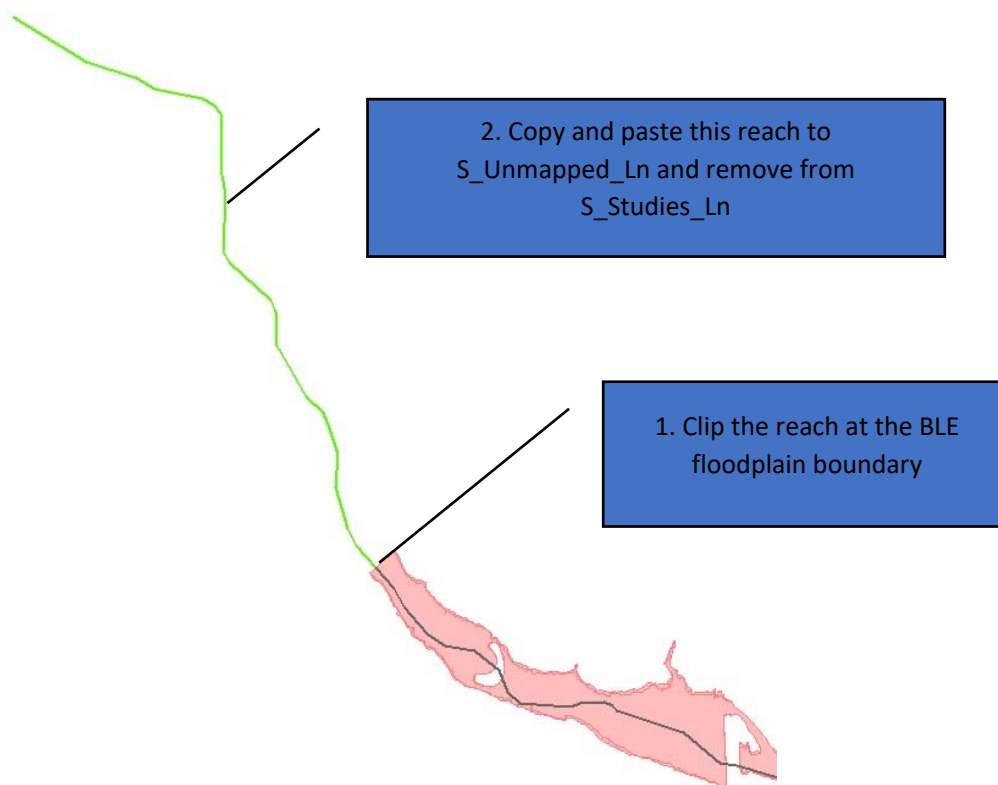 2. Copy and paste this reach to
S_Unmapped_Ln and remove from
S_Studies_Ln
1. Clip the reach at the BLE
floodplain boundary